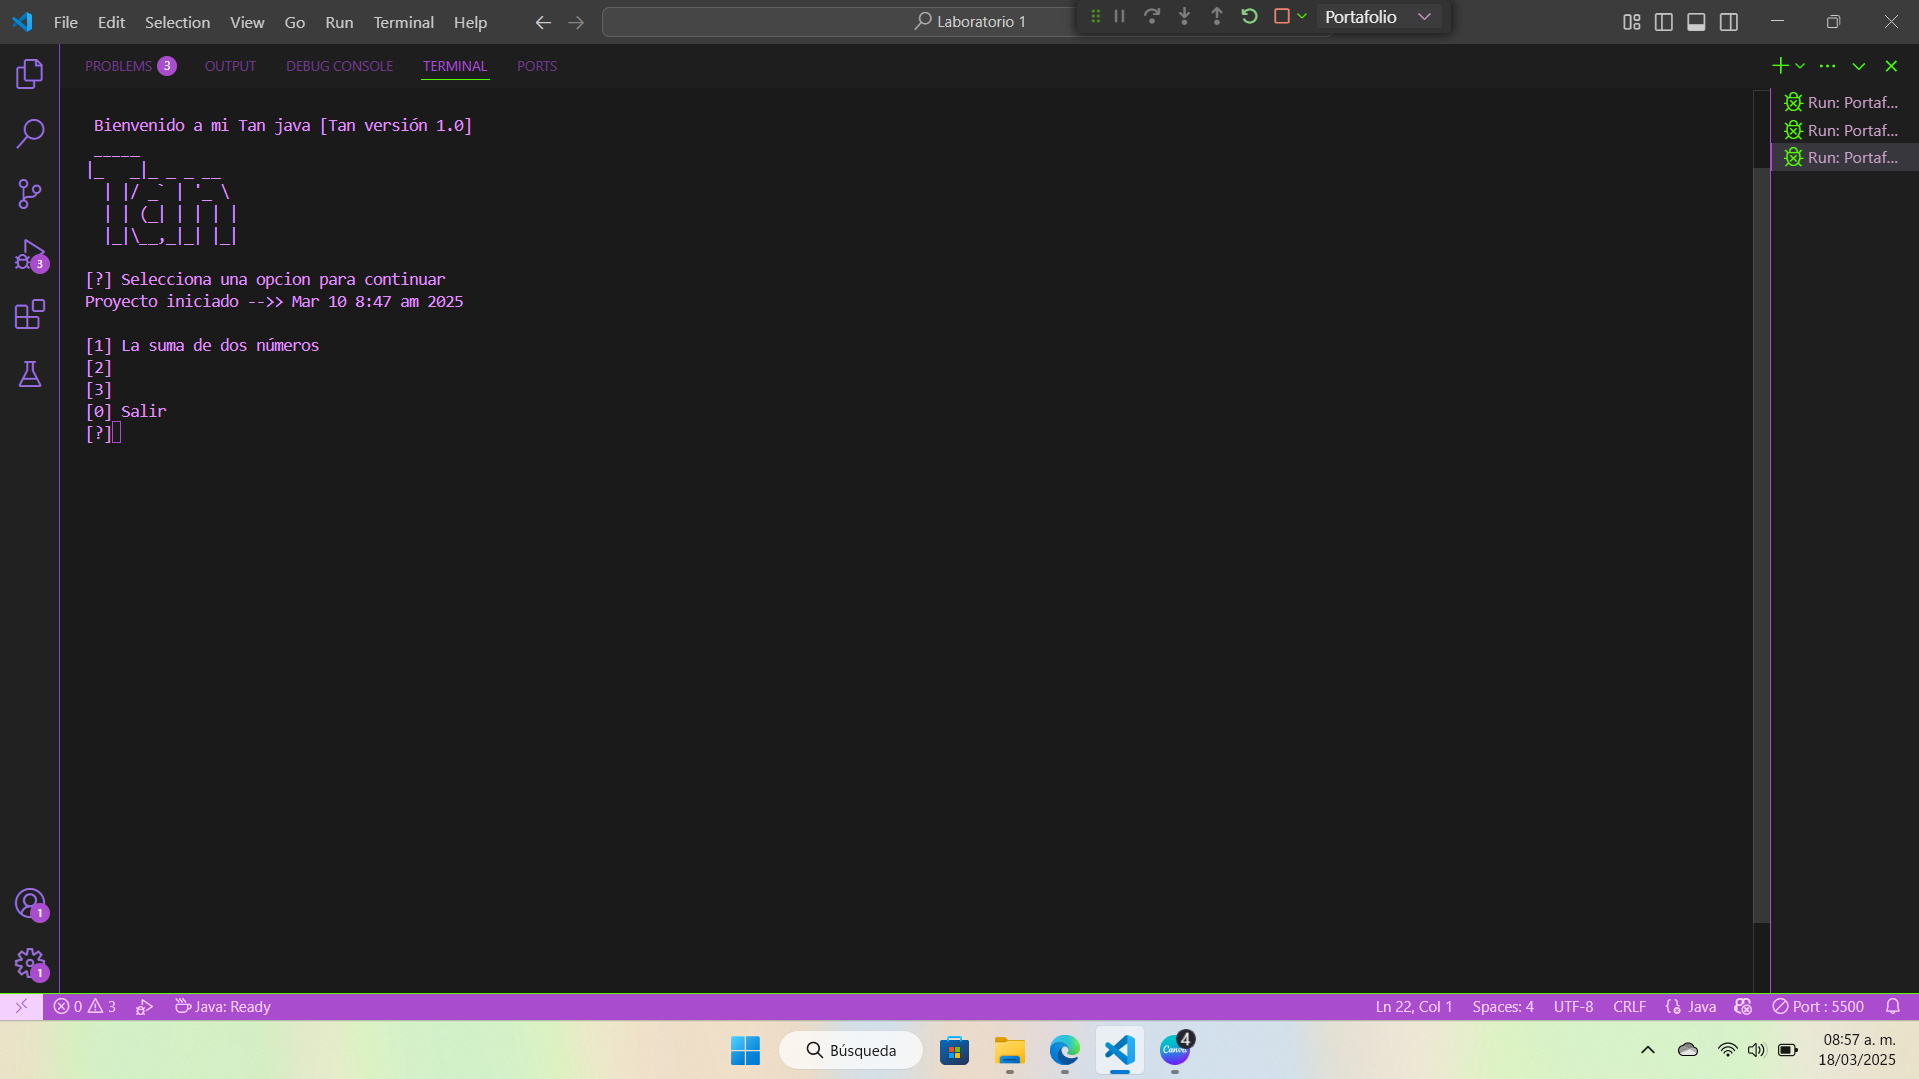 File Edit Selection View Go Run Terminal Help
Laboratorio 1
Portafolio
PROBLEMS 3 OUTPUT DEBUG CONSOLE TERMINAL PORTS
Run: Portaf...
Run: Portaf...
Run: Portaf...
Bienvenido a mi Tan java [Tan versión 1.0]
Tan
[?] Selecciona una opcion para continuar
Proyecto iniciado -->> Mar 10 8:47 am 2025
[1] La suma de dos números
[2]
[3]
[0] Salir
[?]
3
1
1
0 3 Java: Ready
Ln 22, Col 1 Spaces: 4 UTF-8 CRLF {} Java Port : 5500
Búsqueda
Canva
4
08:57 a. m.
18/03/2025